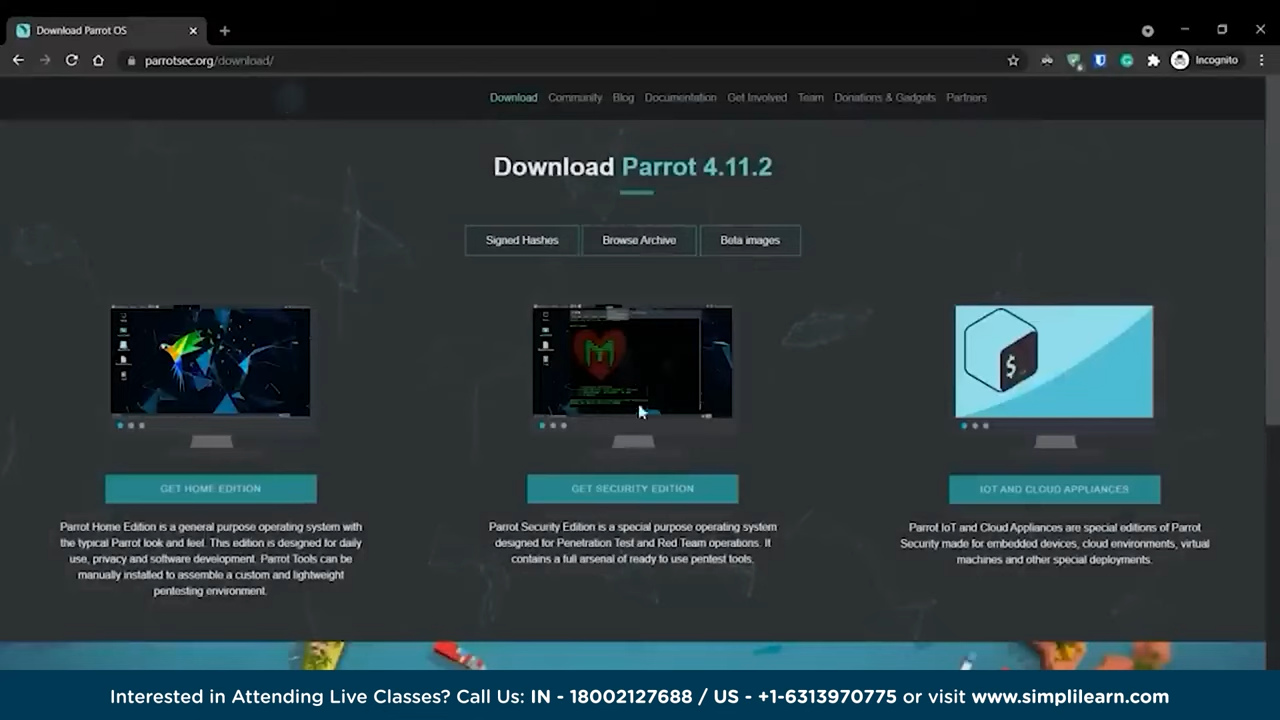 Download Parrot OS
parrotsec.org/download/
Incognito
Download Community Blog Documentation Get Involved Team Donations & Gadgets Partners
Download Parrot 4.11.2
Signed Hashes Browse Archive Beta images
M
$
GET HOME EDITION
Parrot Home Edition is a general purpose operating system with
the typical Parrot look and feel. This edition is designed for daily
use, privacy and software development. Parrot Tools can be
manually installed to assemble a custom and lightweight
pentesting environment.
GET SECURITY EDITION
Parrot Security Edition is a special purpose operating system
designed for Penetration Test and Red Team operations. It
contains a full arsenal of ready to use pentest tools.
IOT AND CLOUD APPLIANCES
Parrot IoT and Cloud Appliances are special editions of Parrot
Security made for embedded devices, cloud environments, virtual
machines and other special deployments.
Interested in Attending Live Classes? Call Us: IN - 18002127688 / US - +1-6313970775 or visit www.simplilearn.com